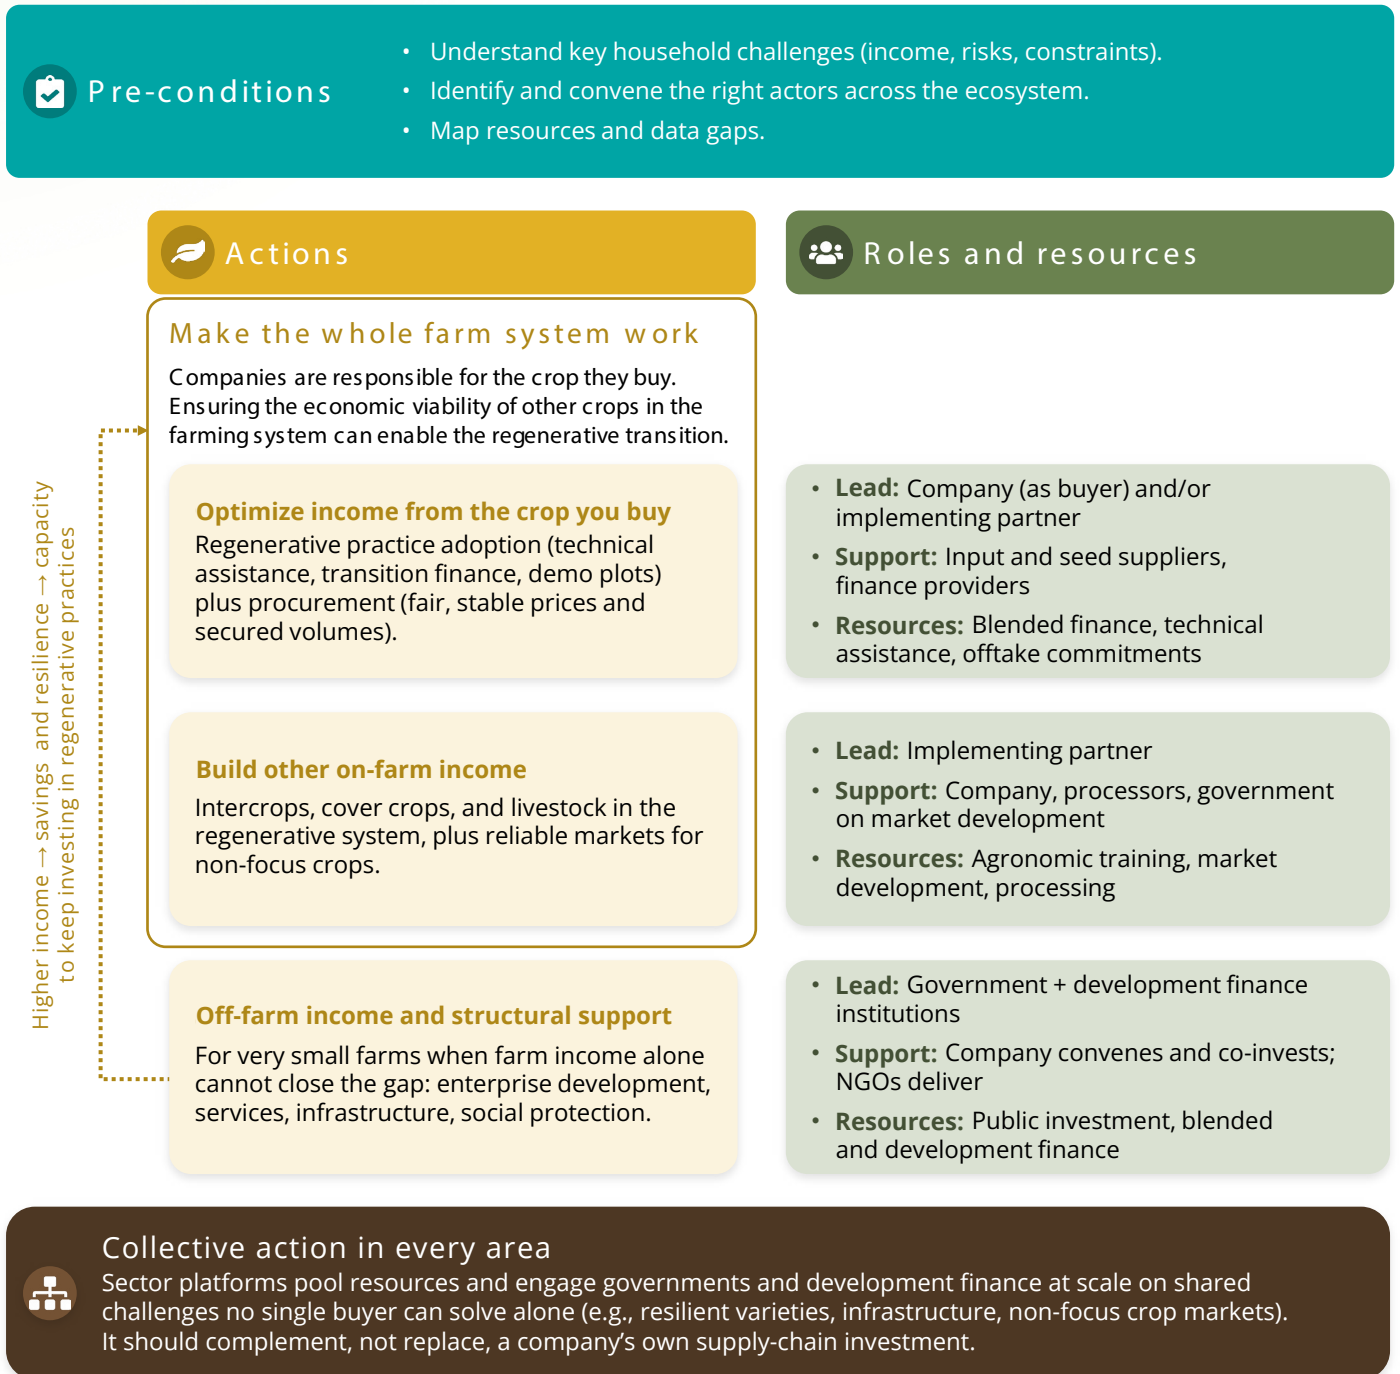 Pre-conditions
• Understand key household challenges (income, risks, constraints).
• Identify and convene the right actors across the ecosystem.
• Map resources and data gaps.
Actions
Make the whole farm system work
Companies are responsible for the crop they buy.
Ensuring the economic viability of other crops in the
farming system can enable the regenerative transition.
Optimize income from the crop you buy
Regenerative practice adoption (technical
assistance, transition finance, demo plots)
plus procurement (fair, stable prices and
secured volumes).
Build other on-farm income
Intercrops, cover crops, and livestock in the
regenerative system, plus reliable markets for
non-focus crops.
Off-farm income and structural support
For very small farms when farm income alone
cannot close the gap: enterprise development,
services, infrastructure, social protection.
Higher income → savings and resilience → capacity
to keep investing in regenerative practices
Roles and resources
• Lead: Company (as buyer) and/or
implementing partner
• Support: Input and seed suppliers,
finance providers
• Resources: Blended finance, technical
assistance, offtake commitments
• Lead: Implementing partner
• Support: Company, processors, government
on market development
• Resources: Agronomic training, market
development, processing
• Lead: Government + development finance
institutions
• Support: Company convenes and co-invests;
NGOs deliver
• Resources: Public investment, blended
and development finance
Collective action in every area
Sector platforms pool resources and engage governments and development finance at scale on shared
challenges no single buyer can solve alone (e.g., resilient varieties, infrastructure, non-focus crop markets).
It should complement, not replace, a company’s own supply-chain investment.